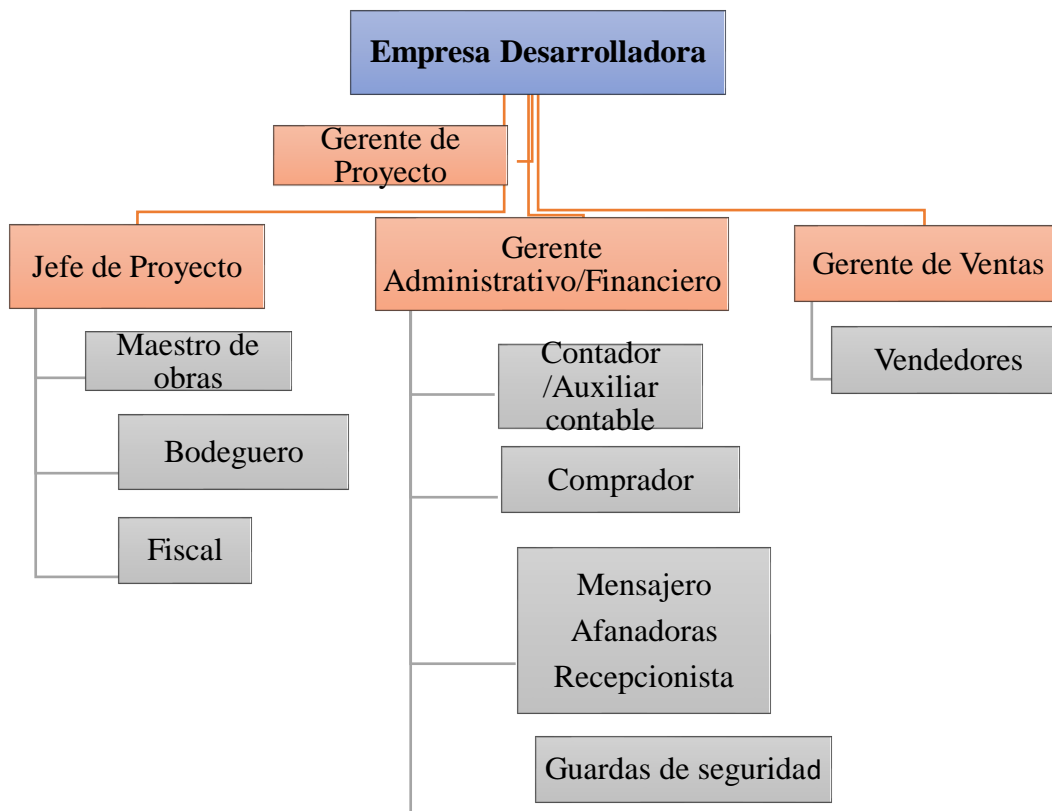 Empresa Desarrolladora
Gerente de
Proyecto
Jefe de Proyecto
Gerente
Administrativo/Financiero
Gerente de Ventas
Maestro de
obras
Bodeguero
Fiscal
Contador
/Auxiliar
contable
Comprador
Mensajero
Afanadoras
Recepcionista
Guardas de seguridad
Vendedores